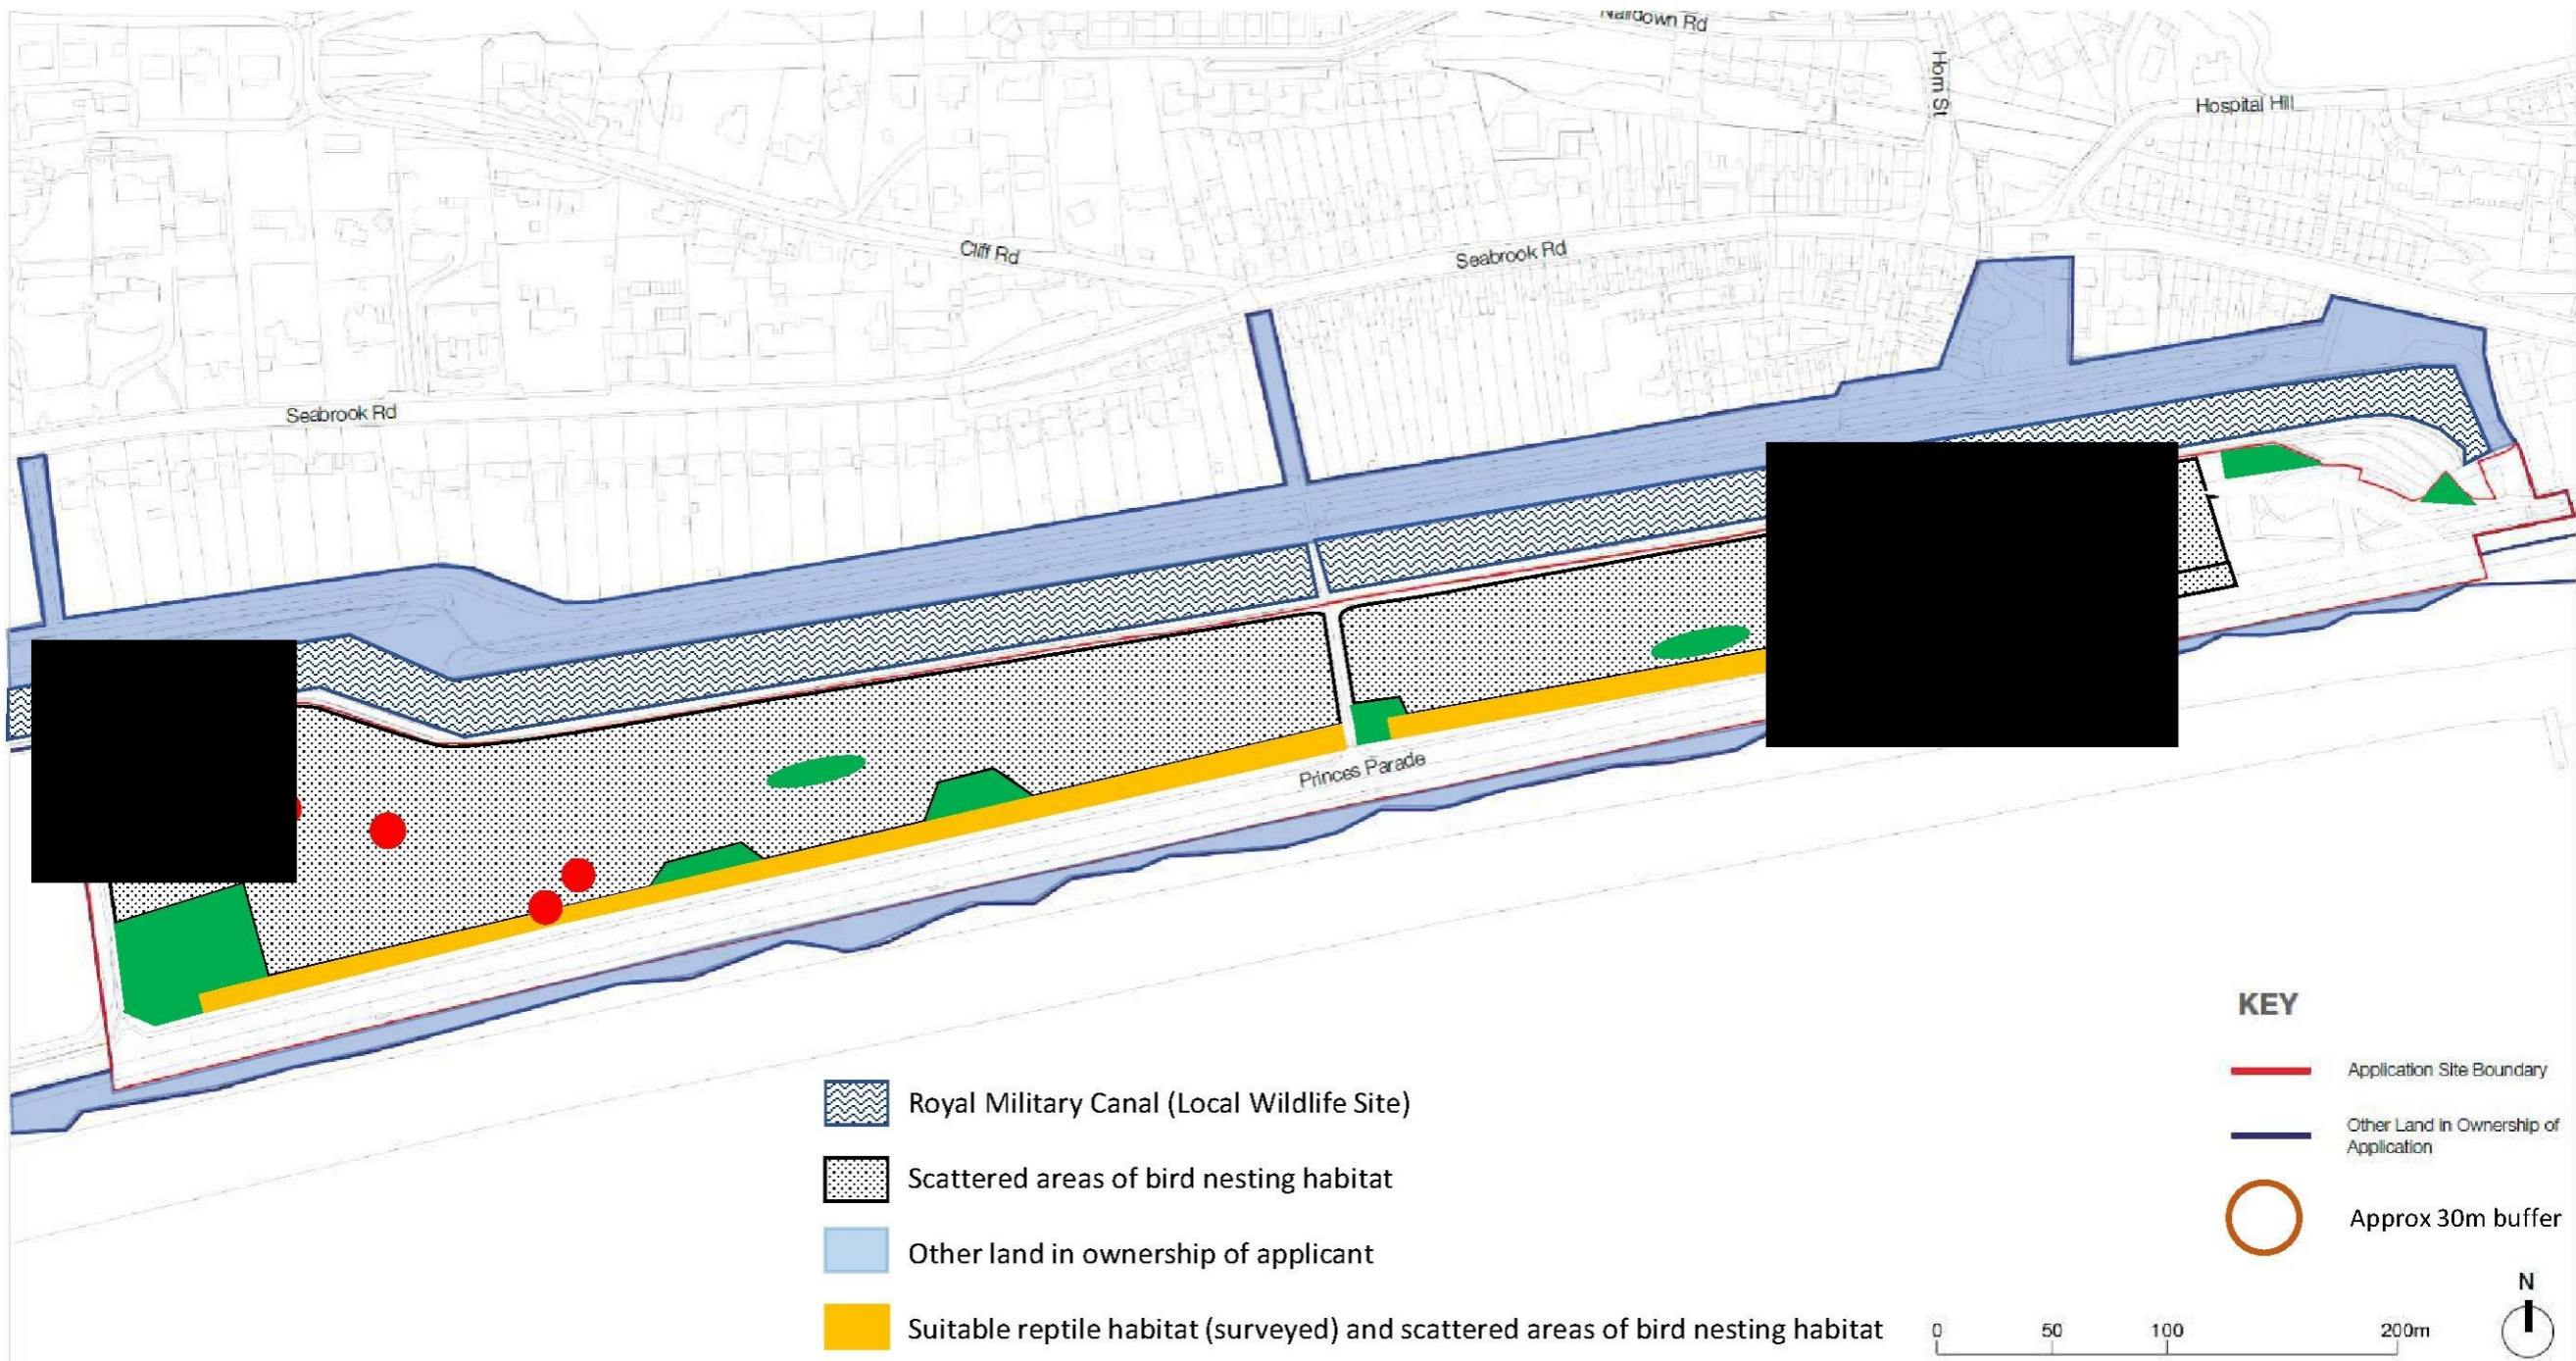 Naildown Rd
Horn St
Hospital Hill
Cliff Rd
Seabrook Rd
Seabrook Rd
Princes Parade
KEY
Application Site Boundary
Other Land in Ownership of
Application
Approx 30m buffer
Royal Military Canal (Local Wildlife Site)
Scattered areas of bird nesting habitat
Other land in ownership of applicant
Suitable reptile habitat (surveyed) and scattered areas of bird nesting habitat
0 50 100 200m
N